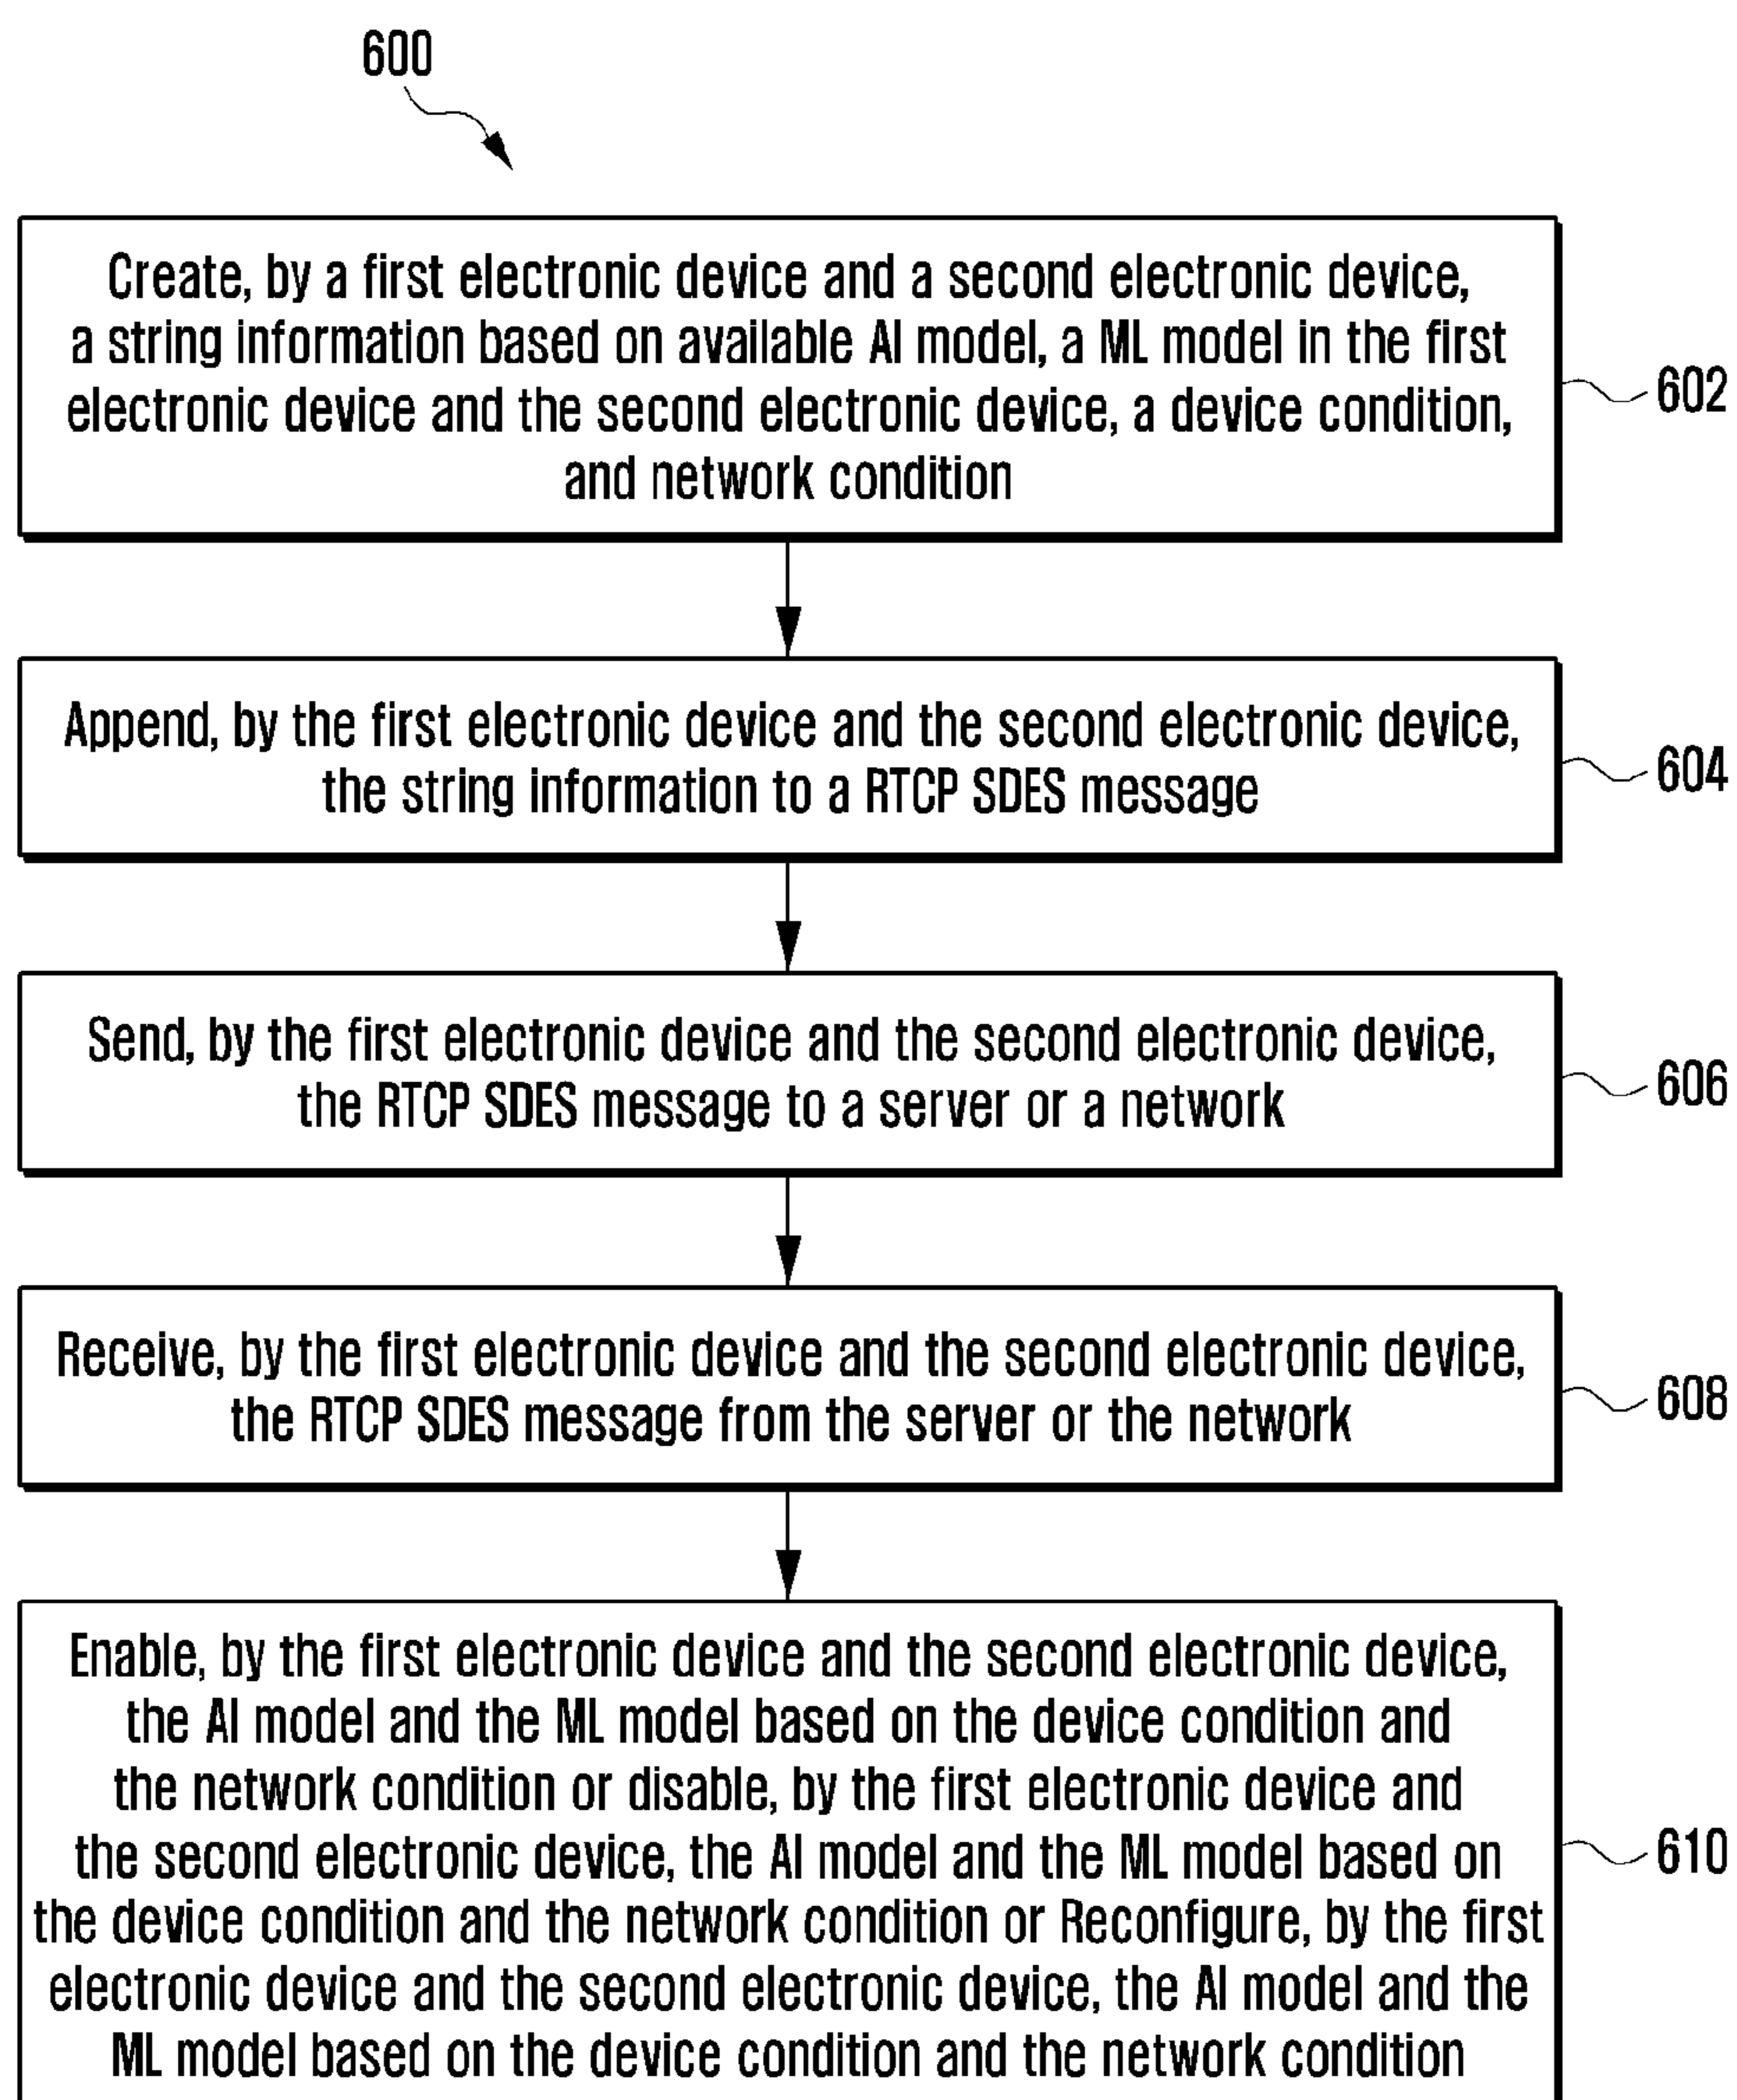 600
Create, by a first electronic device and a second electronic device,
a string information based on available AI model, a ML model in the first
electronic device and the second electronic device, a device condition,
and network condition
602
Append, by the first electronic device and the second electronic device,
the string information to a RTCP SDES message
604
Send, by the first electronic device and the second electronic device,
the RTCP SDES message to a server or a network
606
Receive, by the first electronic device and the second electronic device,
the RTCP SDES message from the server or the network
608
Enable, by the first electronic device and the second electronic device,
the AI model and the ML model based on the device condition and
the network condition or disable, by the first electronic device and
the second electronic device, the AI model and the ML model based on
the device condition and the network condition or Reconfigure, by the first
electronic device and the second electronic device, the AI model and the
ML model based on the device condition and the network condition
610